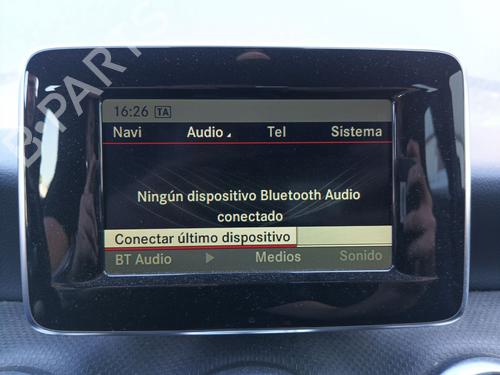 16:26 TA
Navi Audio Tel Sistema
Ningún dispositivo Bluetooth Audio
conectado
Conectar último dispositivo
BT Audio Medios Sonido
B-PARTS